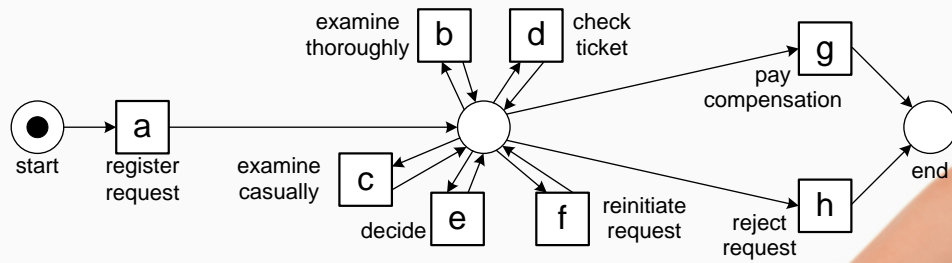 examine
thoroughly
b
d
check
ticket
g
pay
compensation
a
start
register
request
examine
casually
c
decide
e
f
reinitiate
request
reject
request
h
end